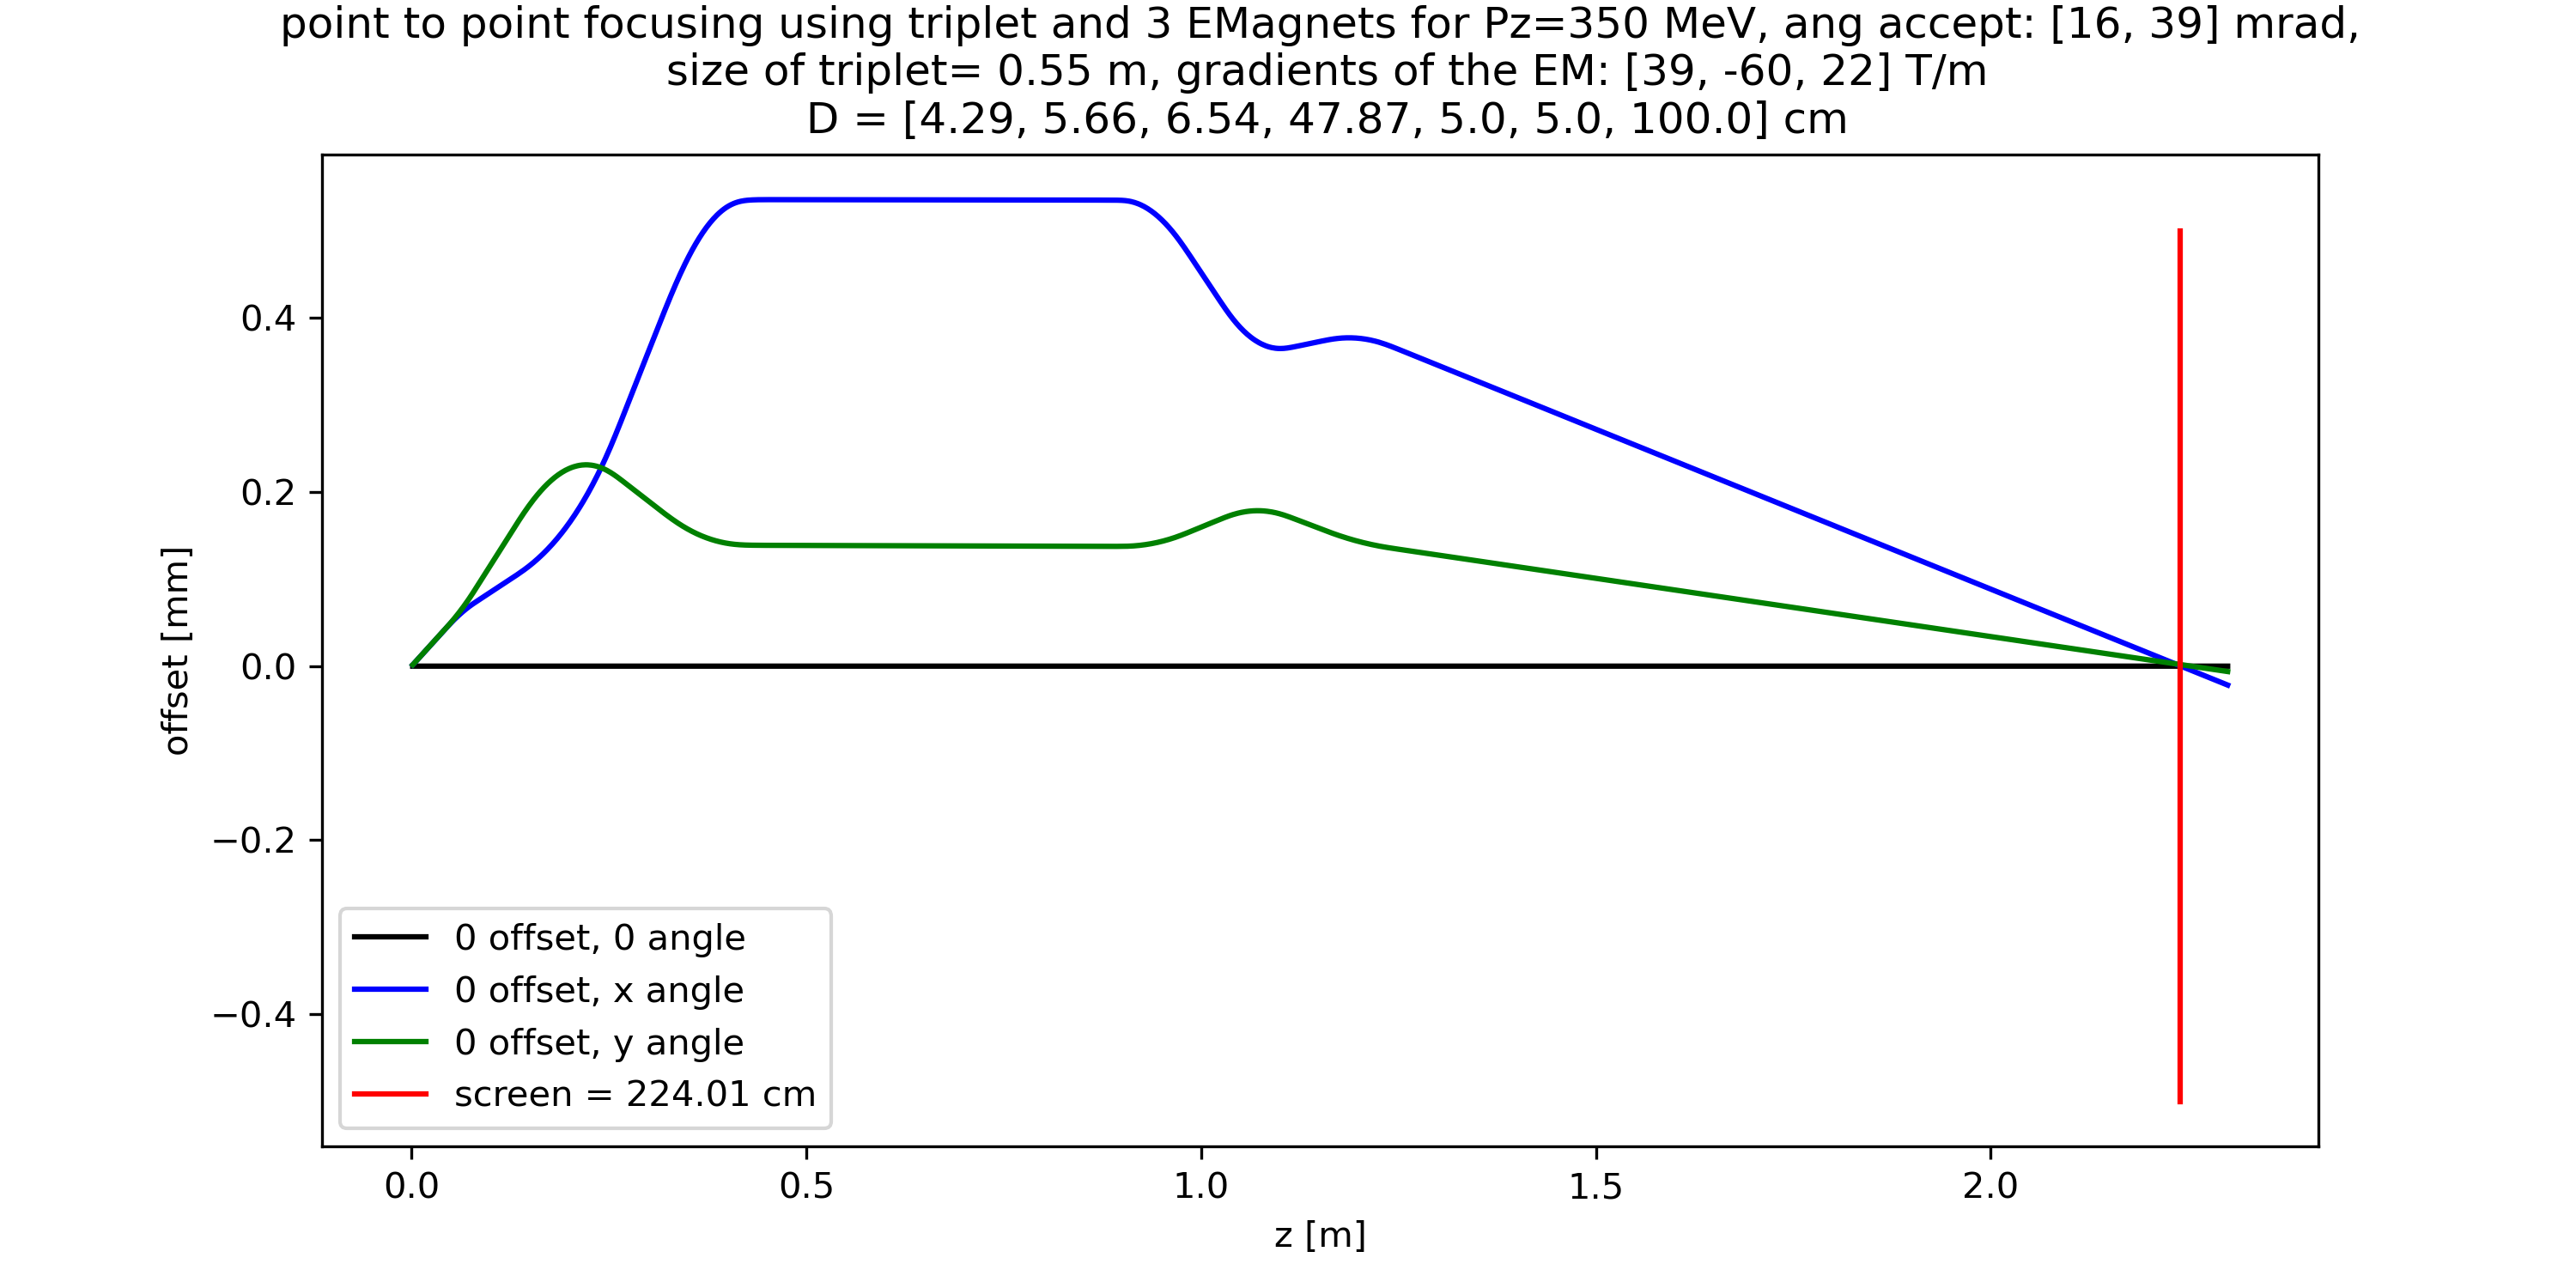 point to point focusing using triplet and 3 EMagnets for Pz=350 MeV, ang accept: [16, 39] mrad,
size of triplet= 0.55 m, gradients of the EM: [39, -60, 22] T/m
D = [4.29, 5.66, 6.54, 47.87, 5.0, 5.0, 100.0] cm
offset [mm]
0.4
0.2
0.0
−0.2
−0.4
0 offset, 0 angle
0 offset, x angle
0 offset, y angle
screen = 224.01 cm
0.0 0.5 1.0 1.5 2.0
z [m]